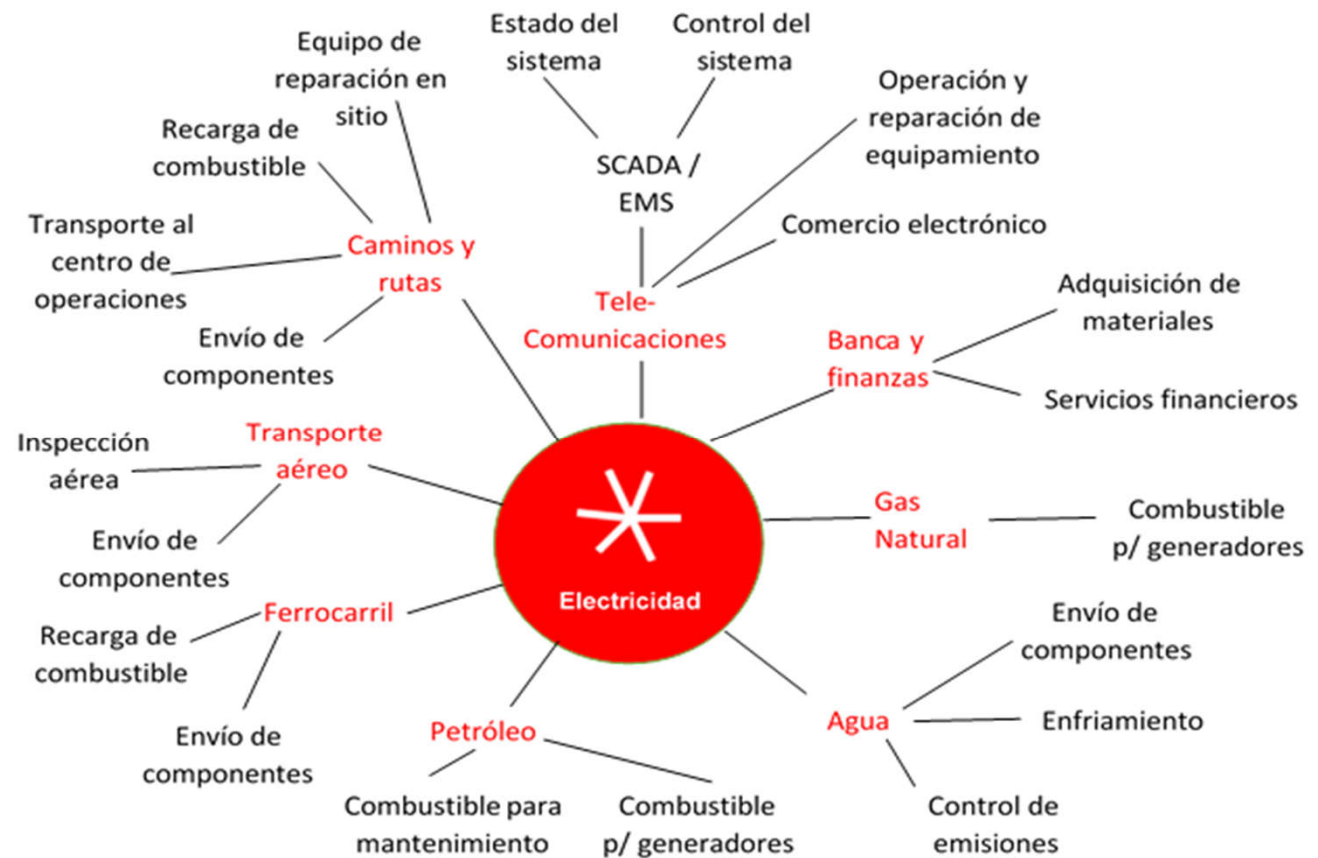 Estado del
sistema
Control del
sistema
Equipo de
reparación en
sitio
Operación y
reparación de
equipamiento
Recarga de
combustible
SCADA /
EMS
Transporte al
centro de
operaciones
Caminos y
rutas
Comercio electrónico
Envío de
componentes
Tele-
Comunicaciones
Adquisición de
materiales
Banca y
finanzas
Servicios financieros
Inspección
aérea
Transporte
aéreo
Envío de
componentes
Gas
Natural
Combustible
p/ generadores
Electricidad
Ferrocarril
Recarga de
combustible
Envío de
componentes
Petróleo
Combustible para
mantenimiento
Combustible
p/ generadores
Agua
Envío de
componentes
Enfriamiento
Control de
emisiones